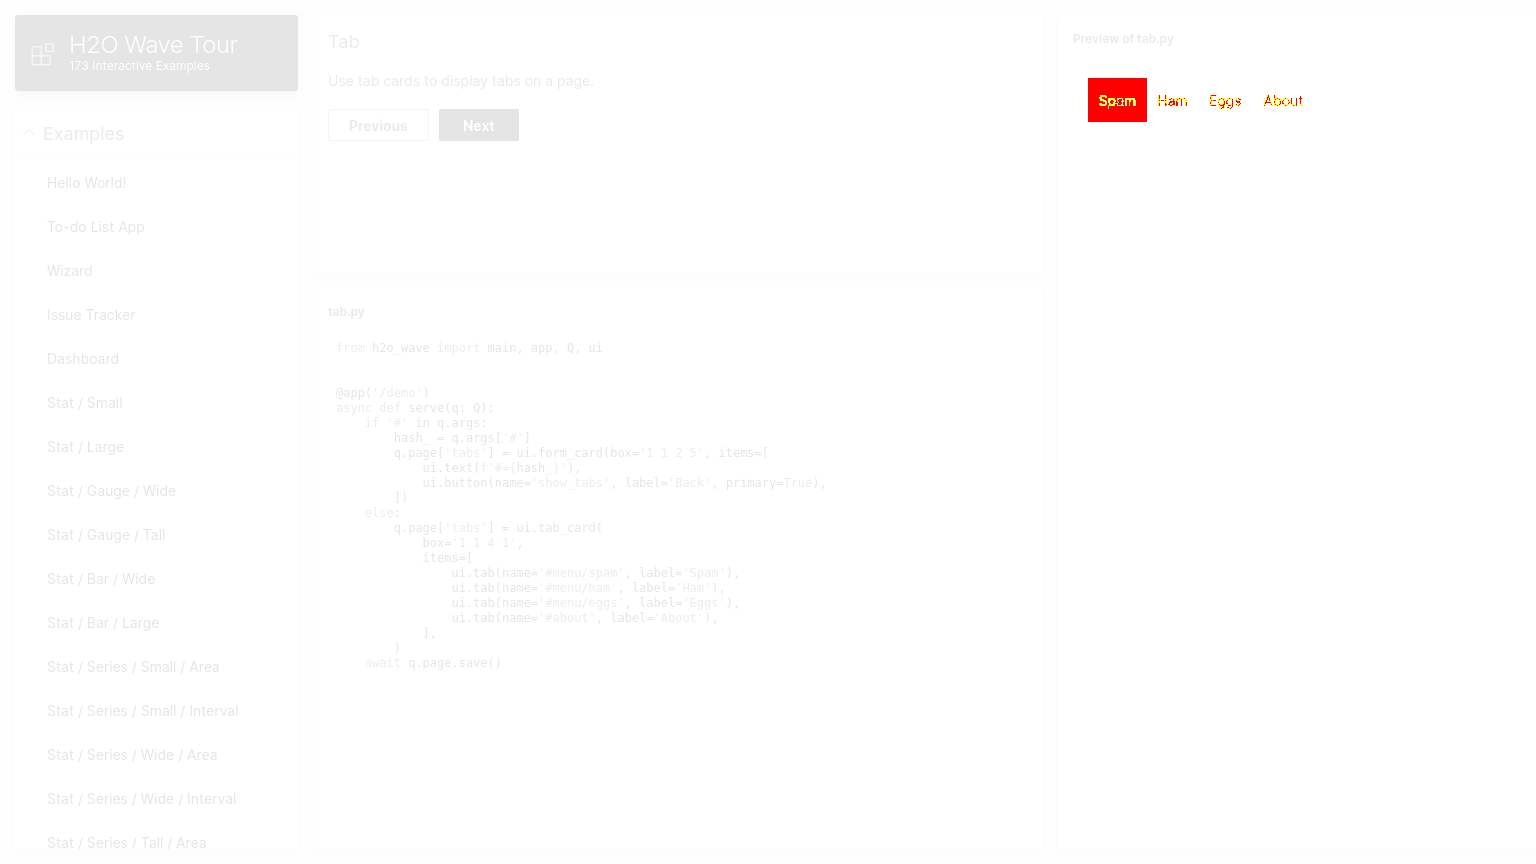 H2O Wave Tour
173 Interactive Examples
Examples
Hello World!
To-do List App
Wizard
Issue Tracker
Dashboard
Stat / Small
Stat / Large
Stat / Gauge / Wide
Stat / Gauge / Tall
Stat / Bar / Wide
Stat / Bar / Large
Stat / Series / Small / Area
Stat / Series / Small / Interval
Stat / Series / Wide / Area
Stat / Series / Wide / Interval
Stat / Series / Tall / Area
Tab
Use tab cards to display tabs on a page.
Previous Next
tab.py
from h2o_wave import main, app, Q, ui
@app('/demo')
async def serve(q: Q):
    if '#' in q.args:
        hash_ = q.args['#']
        q.page['tabs'] = ui.form_card(box='1 1 2 5', items=[
            ui.text(f'#={hash_}'),
            ui.button(name='show_tabs', label='Back', primary=True),
        ])
    else:
        q.page['tabs'] = ui.tab_card(
            box='1 1 4 1',
            items=[
                ui.tab(name='#menu/spam', label='Spam'),
                ui.tab(name='#menu/ham', label='Ham'),
                ui.tab(name='#menu/eggs', label='Eggs'),
                ui.tab(name='#about', label='About'),
            ],
        )
    await q.page.save()
Preview of tab.py
Spam Ham Eggs About